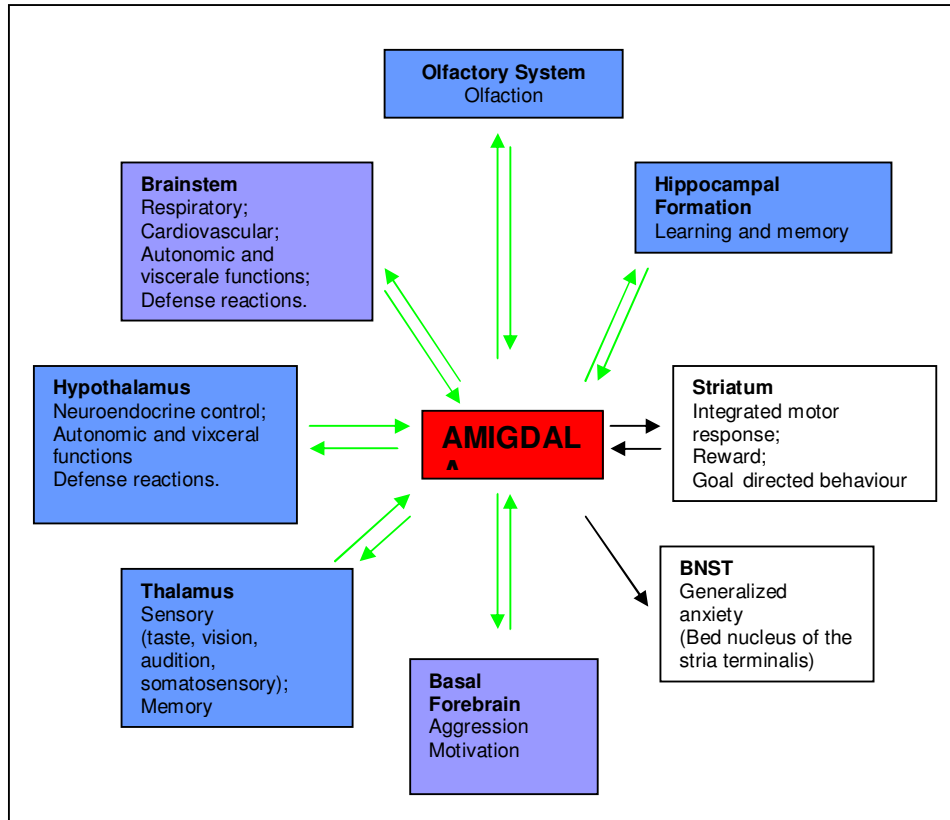 Olfactory System
Olfaction
Brainstem
Respiratory;
Cardiovascular;
Autonomic and
viscerale functions;
Defense reactions.
Hippocampal
Formation
Learning and memory
Hypothalamus
Neuroendocrine control;
Autonomic and vixceral
functions
Defense reactions.
AMIGDAL
A
Striatum
Integrated motor
response;
Reward;
Goal directed behaviour
Thalamus
Sensory
(taste, vision,
audition,
somatosensory);
Memory
BNST
Generalized
anxiety
(Bed nucleus of the
stria terminalis)
Basal
Forebrain
Aggression
Motivation